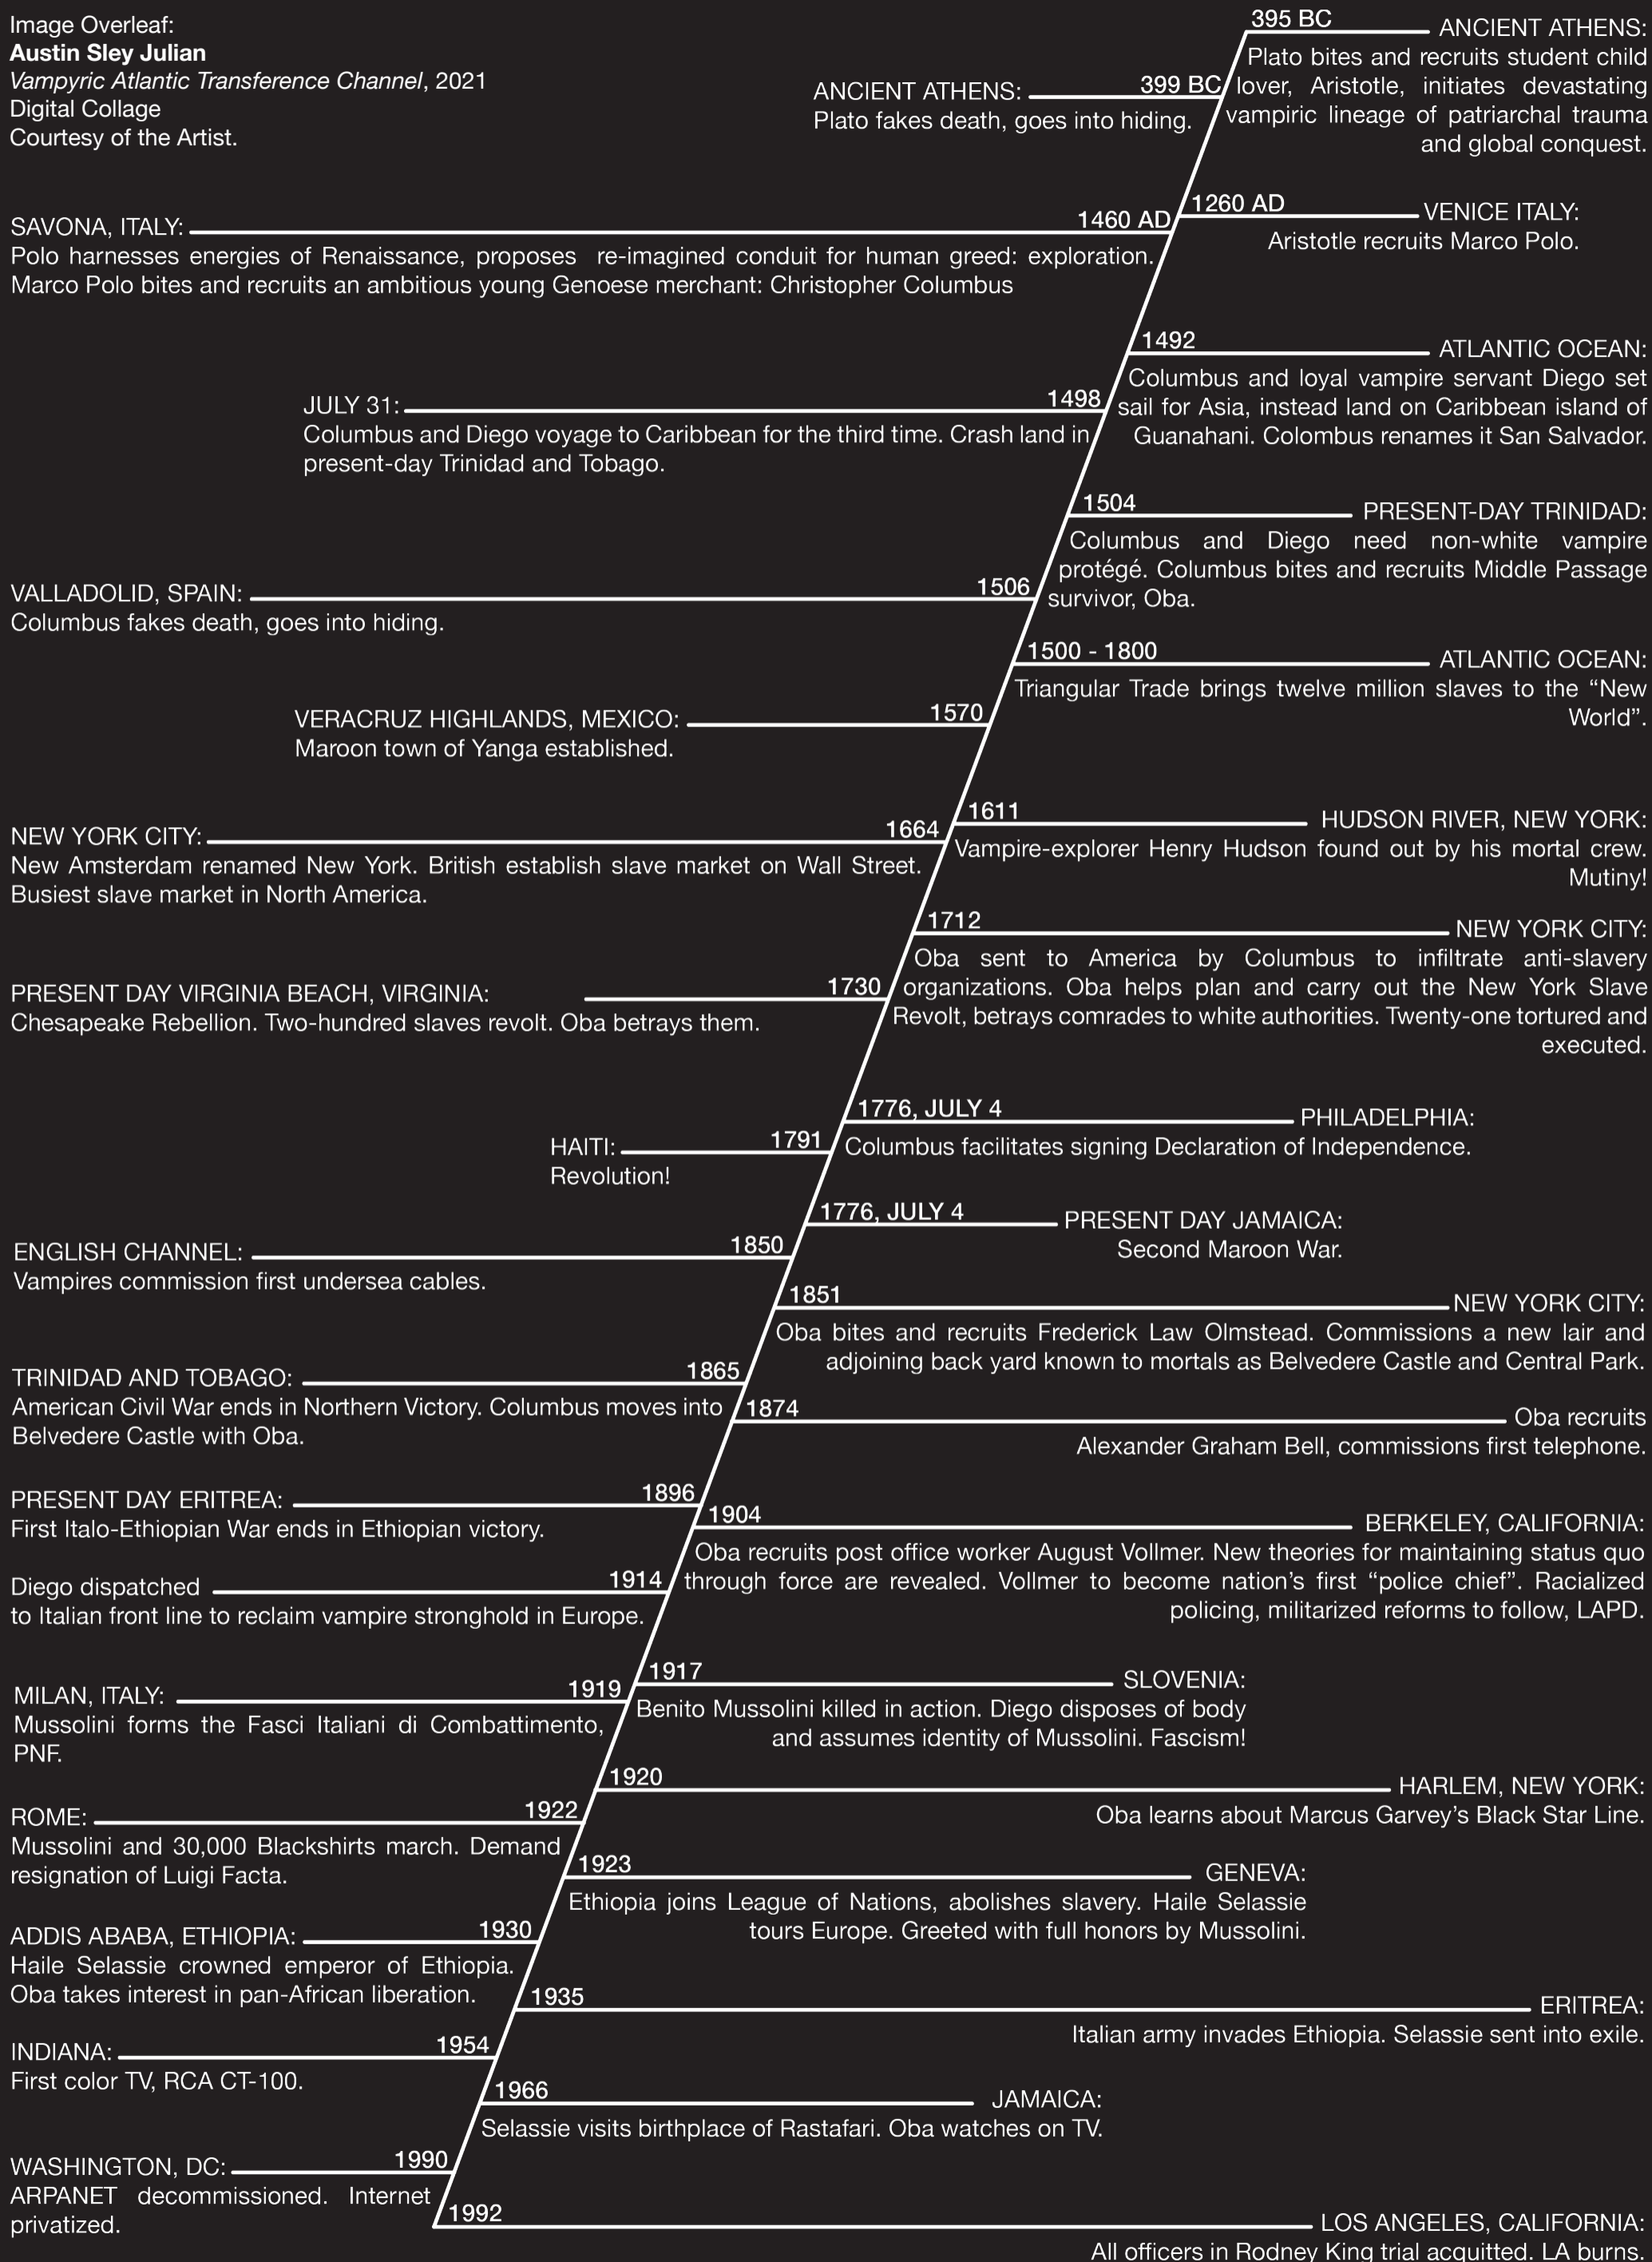 Image Overleaf:
Austin Sley Julian
Vampyric Atlantic Transference Channel, 2021
Digital Collage
Courtesy of the Artist.
395 BC
ANCIENT ATHENS:
Plato bites and recruits student child
lover, Aristotle, initiates devastating
vampiric lineage of patriarchal trauma
and global conquest.
ANCIENT ATHENS:
399 BC
Plato fakes death, goes into hiding.
1260 AD
VENICE ITALY:
Aristotle recruits Marco Polo.
SAVONA, ITALY:
1460 AD
Polo harnesses energies of Renaissance, proposes re-imagined conduit for human greed: exploration.
Marco Polo bites and recruits an ambitious young Genoese merchant: Christopher Columbus
1492
ATLANTIC OCEAN:
Columbus and loyal vampire servant Diego set
sail for Asia, instead land on Caribbean island of
Guanahani. Colombus renames it San Salvador.
JULY 31:
1498
Columbus and Diego voyage to Caribbean for the third time. Crash land in
present-day Trinidad and Tobago.
1504
PRESENT-DAY TRINIDAD:
Columbus and Diego need non-white vampire
protégé. Columbus bites and recruits Middle Passage
survivor, Oba.
VALLADOLID, SPAIN:
1506
Columbus fakes death, goes into hiding.
1500 - 1800
ATLANTIC OCEAN:
Triangular Trade brings twelve million slaves to the “New
World”.
VERACRUZ HIGHLANDS, MEXICO:
1570
Maroon town of Yanga established.
1611
HUDSON RIVER, NEW YORK:
Vampire-explorer Henry Hudson found out by his mortal crew.
Mutiny!
NEW YORK CITY:
1664
New Amsterdam renamed New York. British establish slave market on Wall Street.
Busiest slave market in North America.
1712
NEW YORK CITY:
Oba sent to America by Columbus to infiltrate anti-slavery
organizations. Oba helps plan and carry out the New York Slave
Revolt, betrays comrades to white authorities. Twenty-one tortured and
executed.
PRESENT DAY VIRGINIA BEACH, VIRGINIA:
1730
Chesapeake Rebellion. Two-hundred slaves revolt. Oba betrays them.
1776, JULY 4
PHILADELPHIA:
Columbus facilitates signing Declaration of Independence.
HAITI:
1791
Revolution!
1776, JULY 4
PRESENT DAY JAMAICA:
Second Maroon War.
ENGLISH CHANNEL:
1850
Vampires commission first undersea cables.
1851
NEW YORK CITY:
Oba bites and recruits Frederick Law Olmstead. Commissions a new lair and
adjoining back yard known to mortals as Belvedere Castle and Central Park.
TRINIDAD AND TOBAGO:
1865
American Civil War ends in Northern Victory. Columbus moves into
Belvedere Castle with Oba.
1874
Oba recruits
Alexander Graham Bell, commissions first telephone.
PRESENT DAY ERITREA:
1896
First Italo-Ethiopian War ends in Ethiopian victory.
1904
BERKELEY, CALIFORNIA:
Oba recruits post office worker August Vollmer. New theories for maintaining status quo
through force are revealed. Vollmer to become nation’s first “police chief”. Racialized
policing, militarized reforms to follow, LAPD.
Diego dispatched
1914
to Italian front line to reclaim vampire stronghold in Europe.
1917
SLOVENIA:
Benito Mussolini killed in action. Diego disposes of body
and assumes identity of Mussolini. Fascism!
MILAN, ITALY:
1919
Mussolini forms the Fasci Italiani di Combattimento,
PNF.
1920
HARLEM, NEW YORK:
Oba learns about Marcus Garvey’s Black Star Line.
ROME:
1922
Mussolini and 30,000 Blackshirts march. Demand
resignation of Luigi Facta.
1923
GENEVA:
Ethiopia joins League of Nations, abolishes slavery. Haile Selassie
tours Europe. Greeted with full honors by Mussolini.
ADDIS ABABA, ETHIOPIA:
1930
Haile Selassie crowned emperor of Ethiopia.
Oba takes interest in pan-African liberation.
1935
ERITREA:
Italian army invades Ethiopia. Selassie sent into exile.
INDIANA:
1954
First color TV, RCA CT-100.
1966
JAMAICA:
Selassie visits birthplace of Rastafari. Oba watches on TV.
WASHINGTON, DC:
1990
ARPANET decommissioned. Internet
privatized.
1992
LOS ANGELES, CALIFORNIA:
All officers in Rodney King trial acquitted. LA burns.